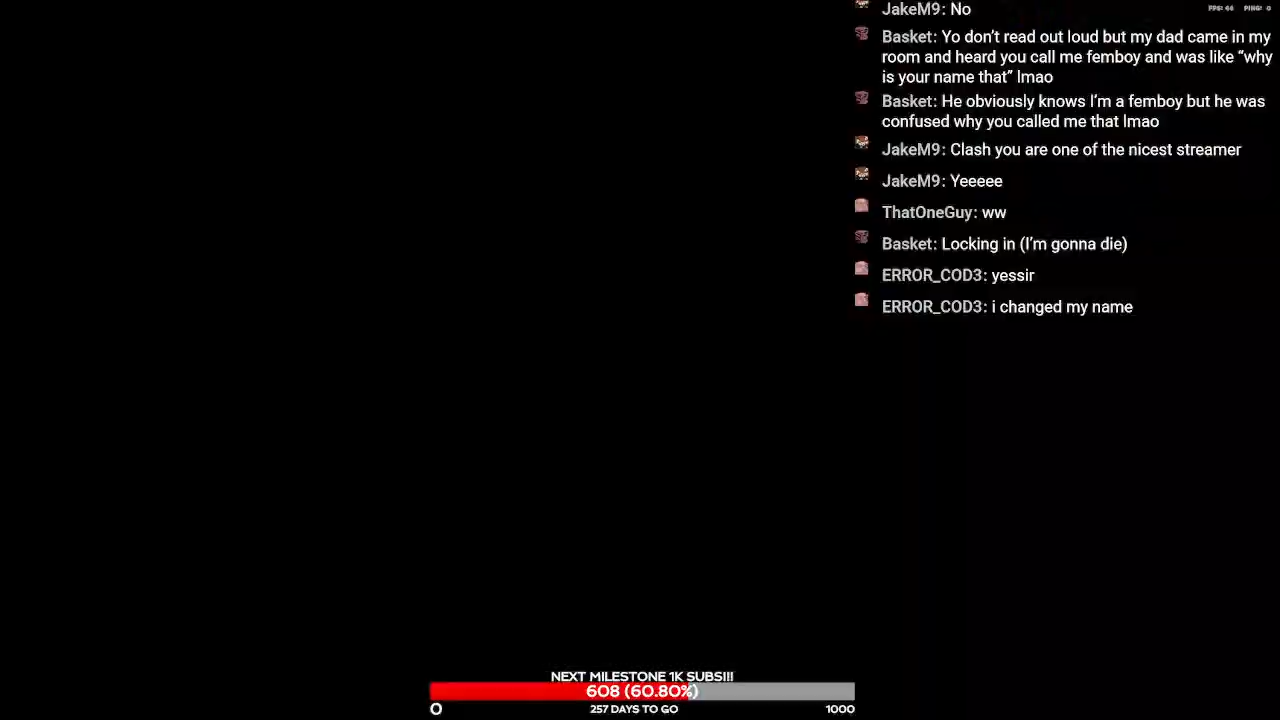 FPS: 66 PING: 0
JakeM9: No
Basket: Yo don't read out loud but my dad came in my
room and heard you call me femboy and was like “why
is your name that” lmao
Basket: He obviously knows I'm a femboy but he was
confused why you called me that lmao
JakeM9: Clash you are one of the nicest streamer
JakeM9: Yeeeee
ThatOneGuy: ww
Basket: Locking in (I'm gonna die)
ERROR_COD3: yessir
ERROR_COD3: i changed my name
NEXT MILESTONE 1K SUBS!!!
608 (60.80%)
0 257 DAYS TO GO 1000